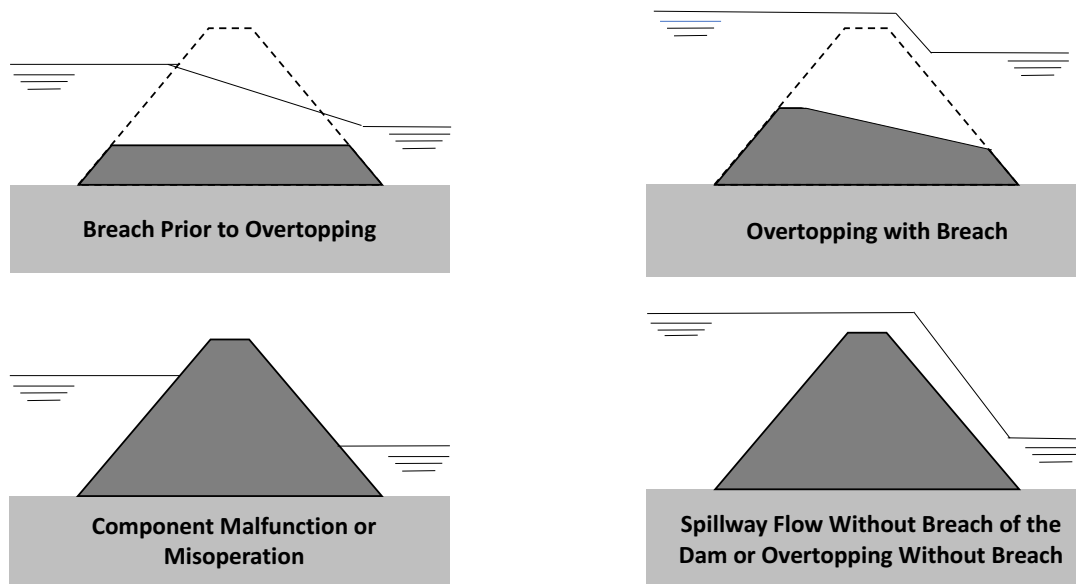 Breach Prior to Overtopping
Overtopping with Breach
Component Malfunction or
Misoperation
Spillway Flow Without Breach of the
Dam or Overtopping Without Breach